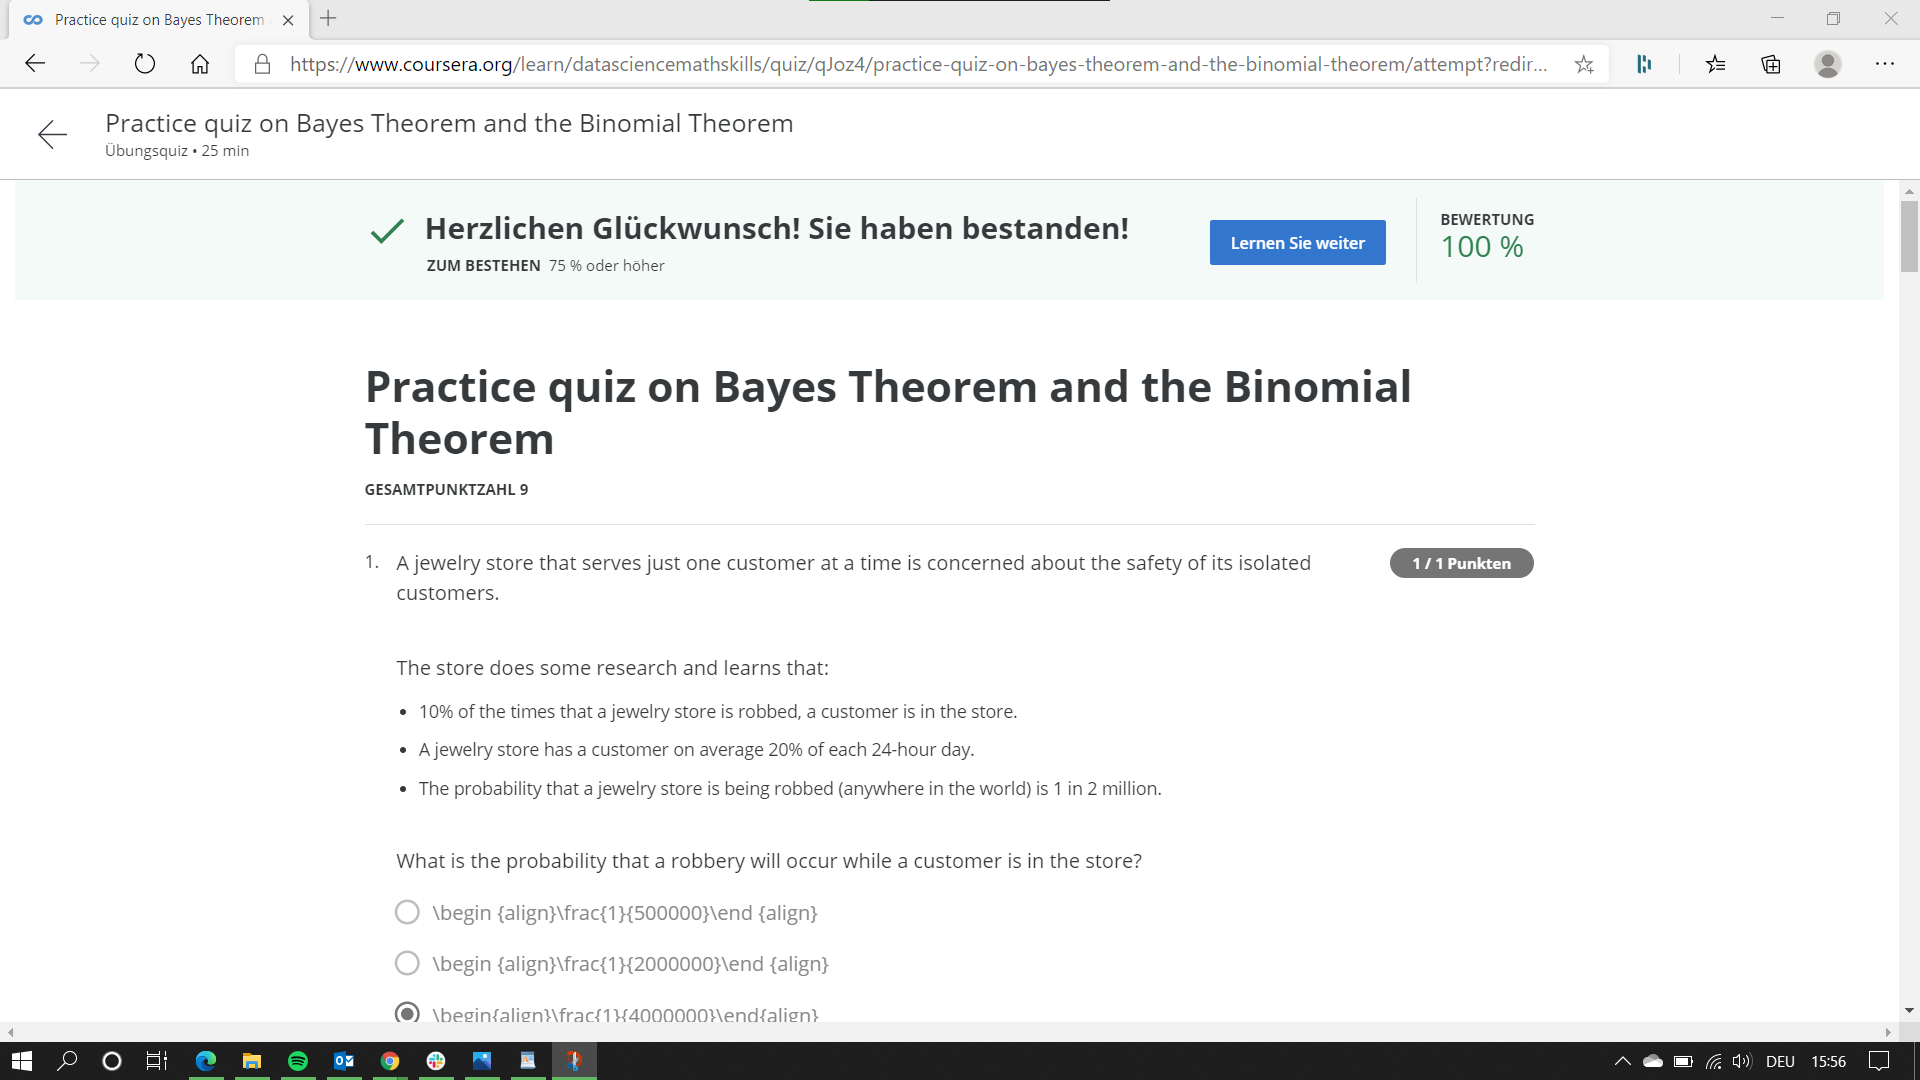 Practice quiz on Bayes Theorem
https://www.coursera.org/learn/datasciencemathskills/quiz/qJoz4/practice-quiz-on-bayes-theorem-and-the-binomial-theorem/attempt?redir...
Practice quiz on Bayes Theorem and the Binomial Theorem
Übungsquiz • 25 min
Herzlichen Glückwunsch! Sie haben bestanden!
ZUM BESTEHEN 75 % oder höher
Lernen Sie weiter
BEWERTUNG
100 %
Practice quiz on Bayes Theorem and the Binomial
Theorem
GESAMTPUNKTZAHL 9
1. A jewelry store that serves just one customer at a time is concerned about the safety of its isolated
customers.
1 / 1 Punkten
The store does some research and learns that:
• 10% of the times that a jewelry store is robbed, a customer is in the store.
• A jewelry store has a customer on average 20% of each 24-hour day.
• The probability that a jewelry store is being robbed (anywhere in the world) is 1 in 2 million.
What is the probability that a robbery will occur while a customer is in the store?
\begin {align}\frac{1}{500000}\end {align}
\begin {align}\frac{1}{2000000}\end {align}
\begin{align}\frac{1}{4000000}\end{align}
DEU
15:56